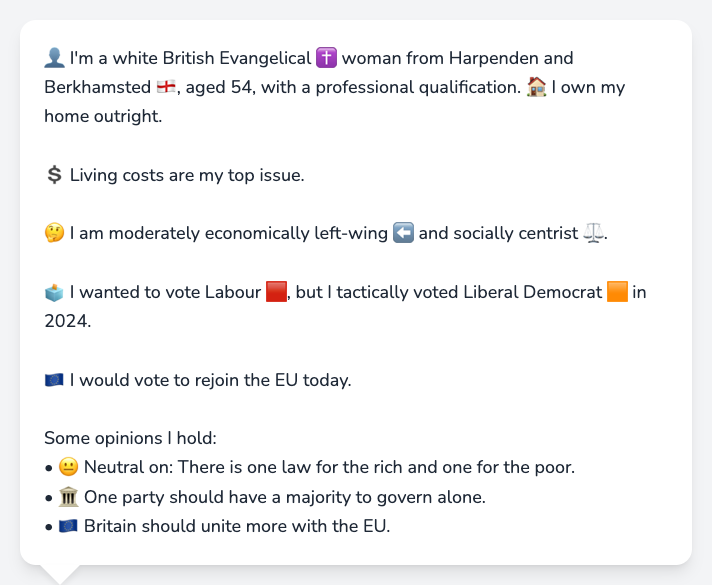 👤 I'm a white British Evangelical ✝️ woman from Harpenden and
Berkhamsted 🏴󠁧󠁢󠁥󠁮󠁧󠁿, aged 54, with a professional qualification. 🏠 I own my
home outright.
💲 Living costs are my top issue.
🤔 I am moderately economically left-wing ⬅️ and socially centrist ⚖️.
🗳️ I wanted to vote Labour 🟥, but I tactically voted Liberal Democrat 🟧 in
2024.
🇪🇺 I would vote to rejoin the EU today.
Some opinions I hold:
• 😐 Neutral on: There is one law for the rich and one for the poor.
• 🏛️ One party should have a majority to govern alone.
• 🇪🇺 Britain should unite more with the EU.